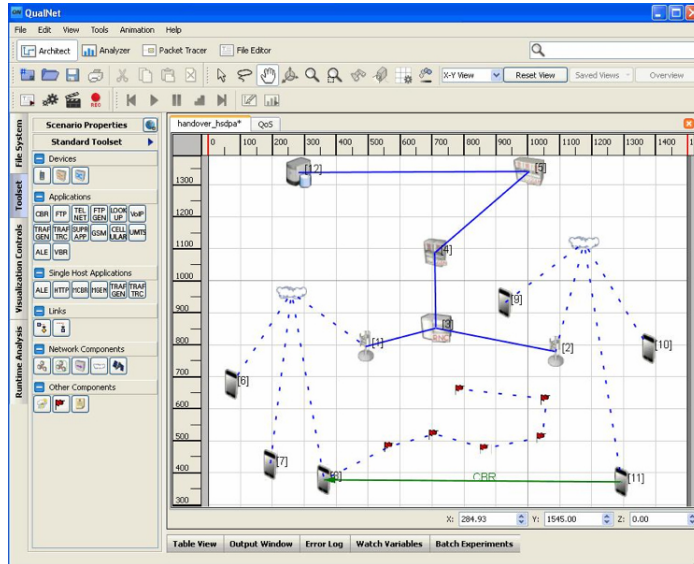 QualNet
File Edit View Tools Animation Help
Architect Analyzer Packet Tracer File Editor
X-Y View Reset View Saved Views Overview
REC
handover_hsdpa* QoS
File System
Toolset
Visualization Controls
Runtime Analysis
Scenario Properties
Standard Toolset
Devices
Applications
CBR FTP TEL NET FTP GEN LOOK UP VoIP
TRAF GEN TRAF TRC SUPR APP GSM CELL ULAR UMTS
ALE VBR
Single Host Applications
ALE HTTP MCBR MGEN TRAF GEN TRAF TRC
Links
Network Components
Other Components
0 100 200 300 400 500 600 700 800 900 1000 1100 1200 1300 1400
1300
1200
1100
1000
900
800
700
600
500
400
300
[12] [5]
[4]
[9]
[3]
RNC
[1] [2] [10]
[6]
[7] [8] [11]
CBR
X: 284.93 Y: 1545.00 Z: 0.00
Table View Output Window Error Log Watch Variables Batch Experiments